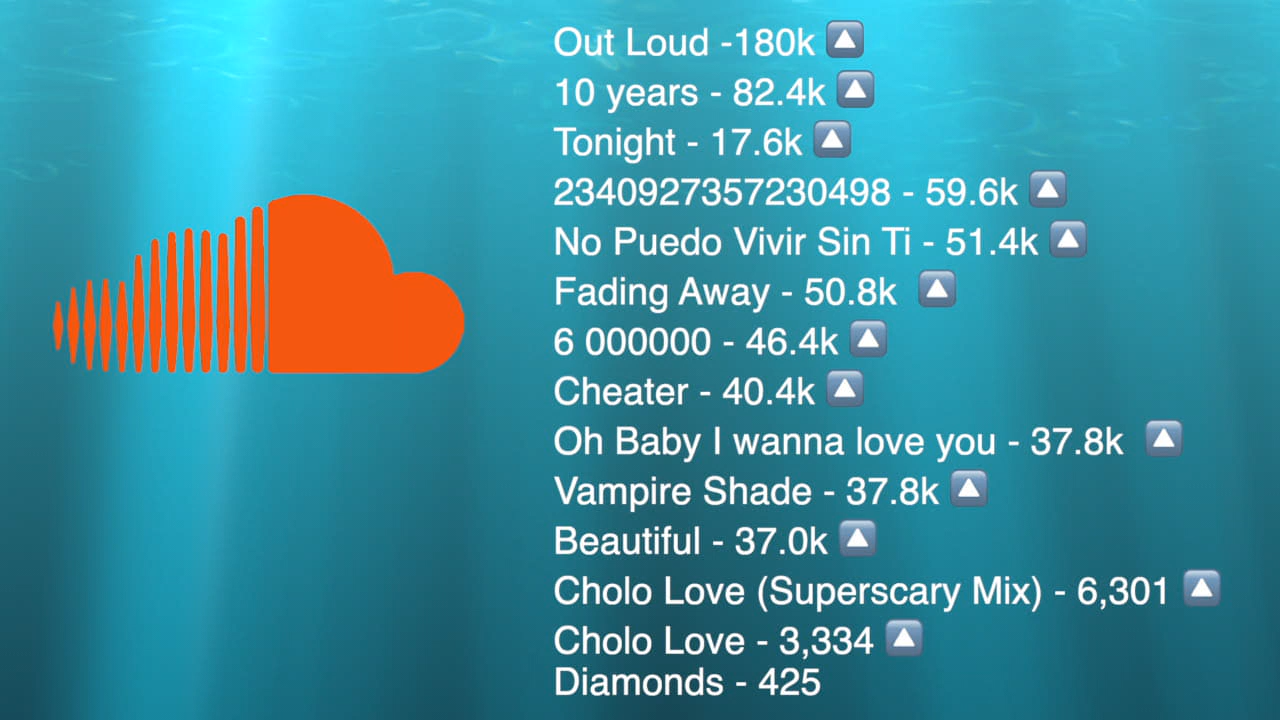 Out Loud -180k 🔼
10 years - 82.4k 🔼
Tonight - 17.6k 🔼
2340927357230498 - 59.6k 🔼
No Puedo Vivir Sin Ti - 51.4k 🔼
Fading Away - 50.8k 🔼
6 000000 - 46.4k 🔼
Cheater - 40.4k 🔼
Oh Baby I wanna love you - 37.8k 🔼
Vampire Shade - 37.8k 🔼
Beautiful - 37.0k 🔼
Cholo Love (Superscary Mix) - 6,301 🔼
Cholo Love - 3,334 🔼
Diamonds - 425